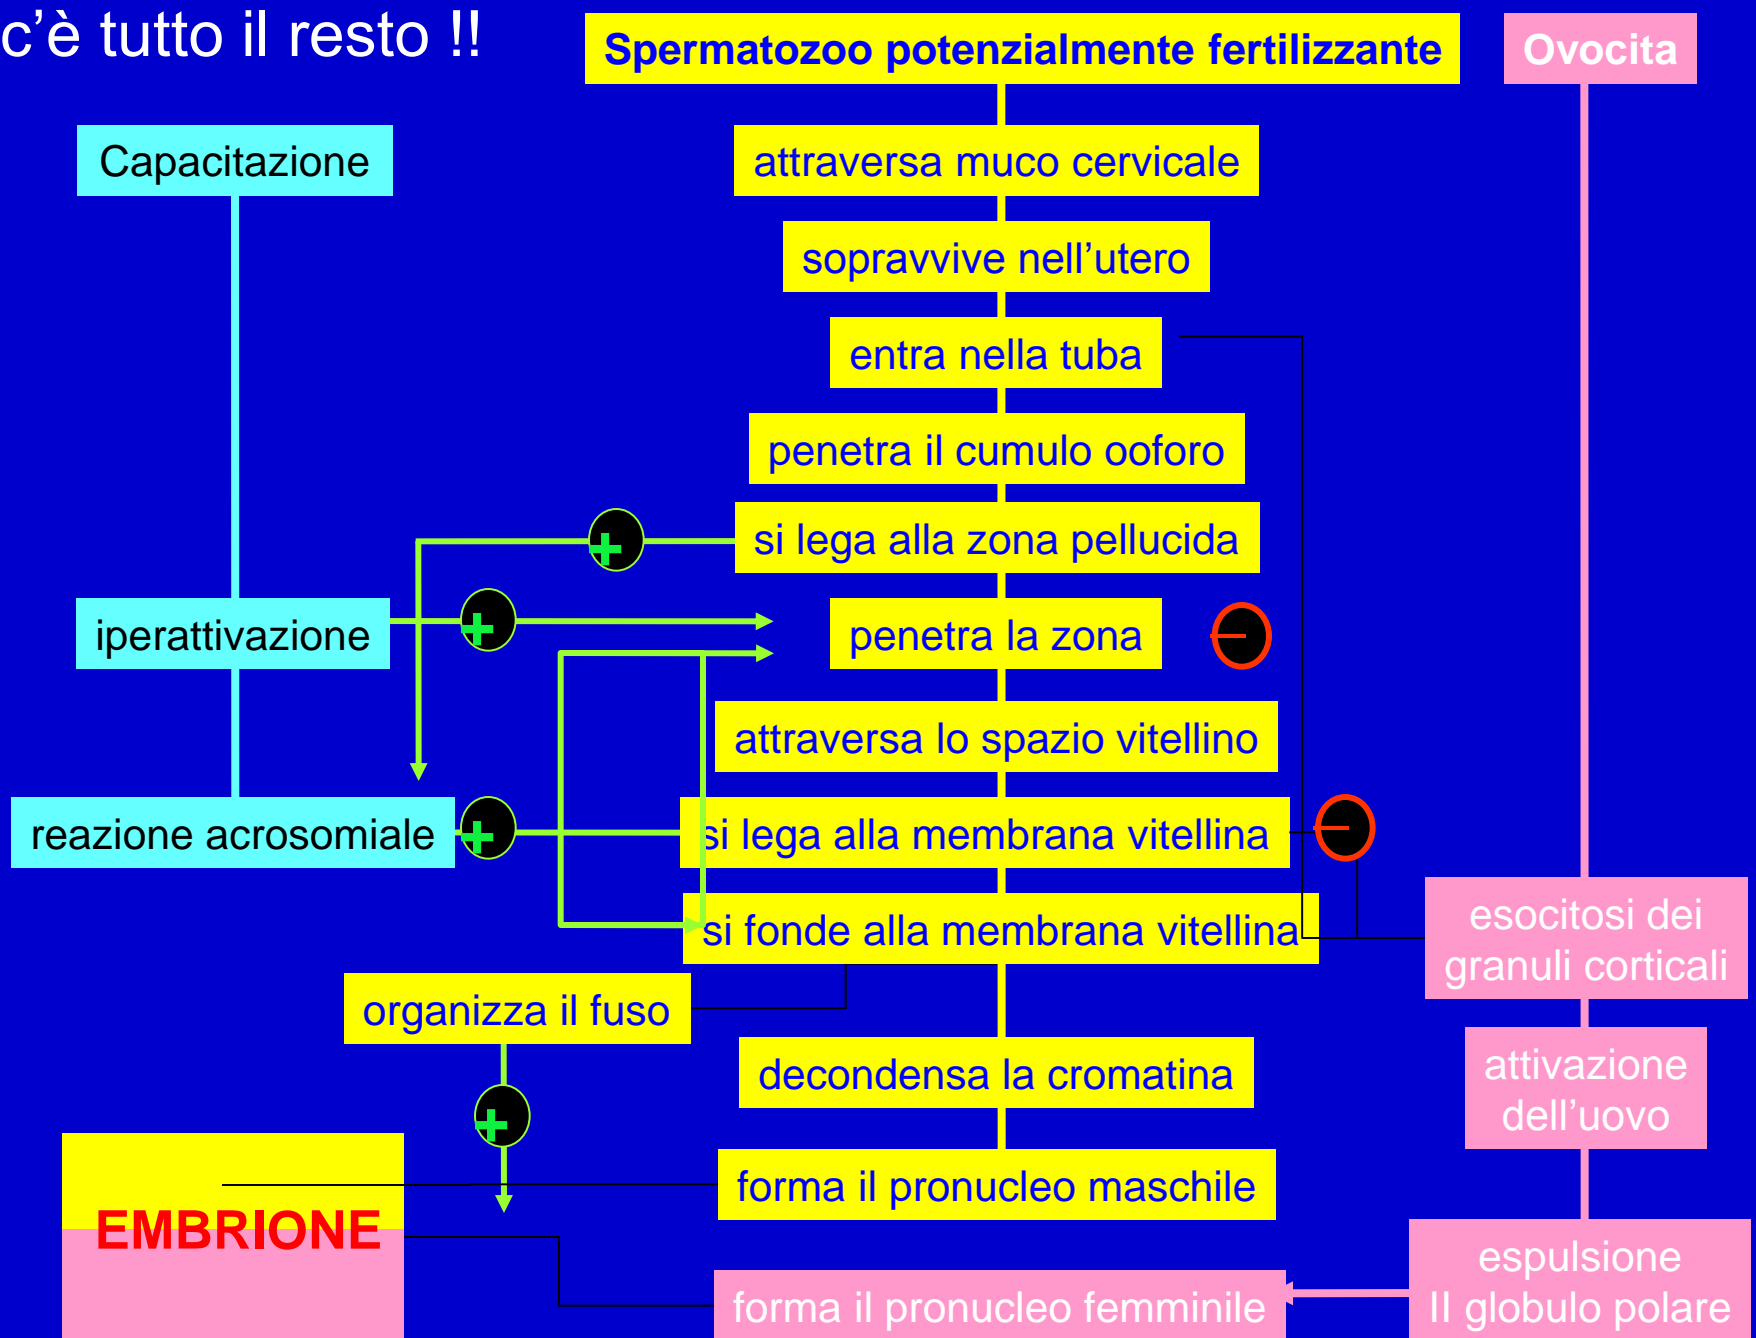 c’è tutto il resto !!
Spermatozoo potenzialmente fertilizzante
Ovocita
Capacitazione
attraversa muco cervicale
sopravvive nell’utero
entra nella tuba
penetra il cumulo ooforo
si lega alla zona pellucida
iperattivazione
penetra la zona
attraversa lo spazio vitellino
reazione acrosomiale
si lega alla membrana vitellina
si fonde alla membrana vitellina
esocitosi dei
granuli corticali
organizza il fuso
decondensa la cromatina
attivazione
dell’uovo
forma il pronucleo maschile
EMBRIONE
espulsione
II globulo polare
forma il pronucleo femminile